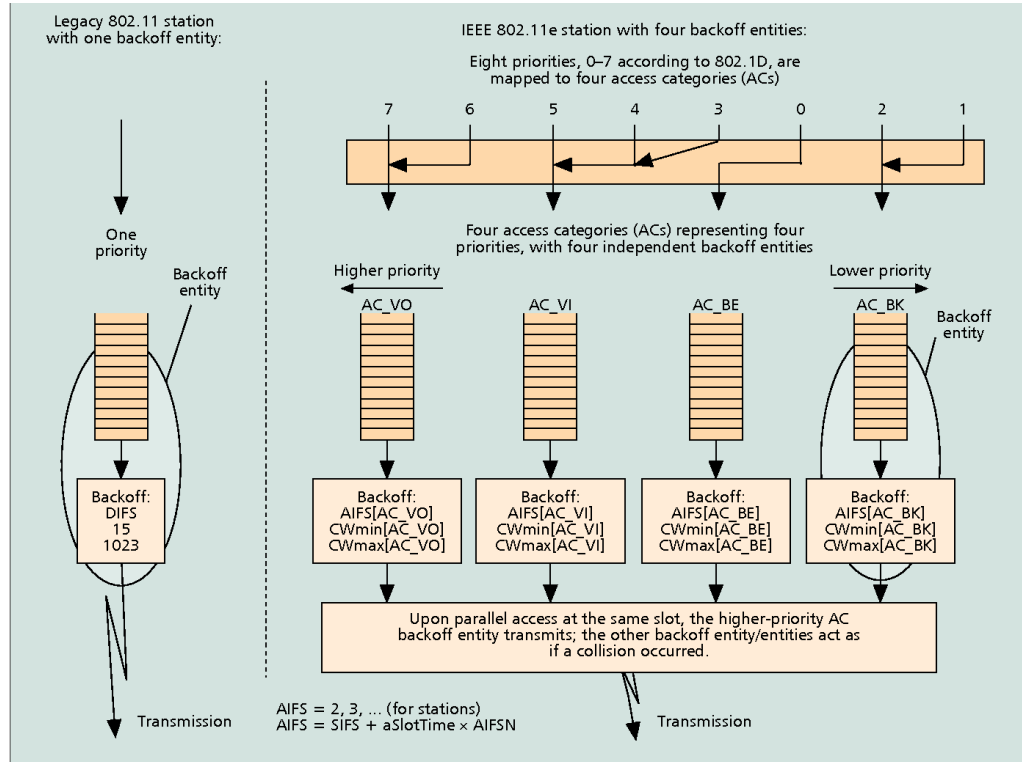 Legacy 802.11 station
with one backoff entity:
IEEE 802.11e station with four backoff entities:
Eight priorities, 0–7 according to 802.1D, are
mapped to four access categories (ACs)
7 6 5 4 3 0 2 1
One
priority
Backoff
entity
Four access categories (ACs) representing four
priorities, with four independent backoff entities
Higher priority
Lower priority
AC_VO AC_VI AC_BE AC_BK
Backoff
entity
Backoff:
DIFS
15
1023
Backoff:
AIFS[AC_VO]
CWmin[AC_VO]
CWmax[AC_VO]
Backoff:
AIFS[AC_VI]
CWmin[AC_VI]
CWmax[AC_VI]
Backoff:
AIFS[AC_BE]
CWmin[AC_BE]
CWmax[AC_BE]
Backoff:
AIFS[AC_BK]
CWmin[AC_BK]
CWmax[AC_BK]
Upon parallel access at the same slot, the higher-priority AC
backoff entity transmits; the other backoff entity/entities act as
if a collision occurred.
Transmission
AIFS = 2, 3, ... (for stations)
AIFS = SIFS + aSlotTime × AIFSN
Transmission